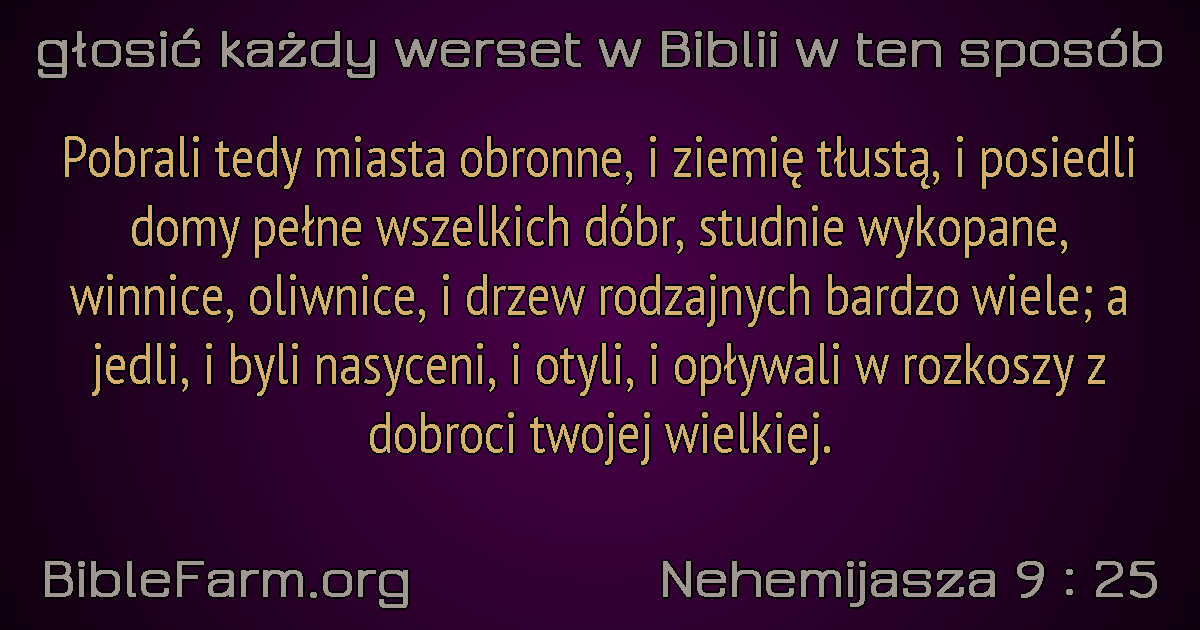 głosić każdy werset w Biblii w ten sposób
Pobrali tedy miasta obronne, i ziemię tłustą, i posiedli
domy pełne wszelkich dóbr, studnie wykopane,
winnice, oliwnice, i drzew rodzajnych bardzo wiele; a
jedli, i byli nasyceni, i otyli, i opływali w rozkoszy z
dobroci twojej wielkiej.
BibleFarm.org
Nehemijasza 9 : 25